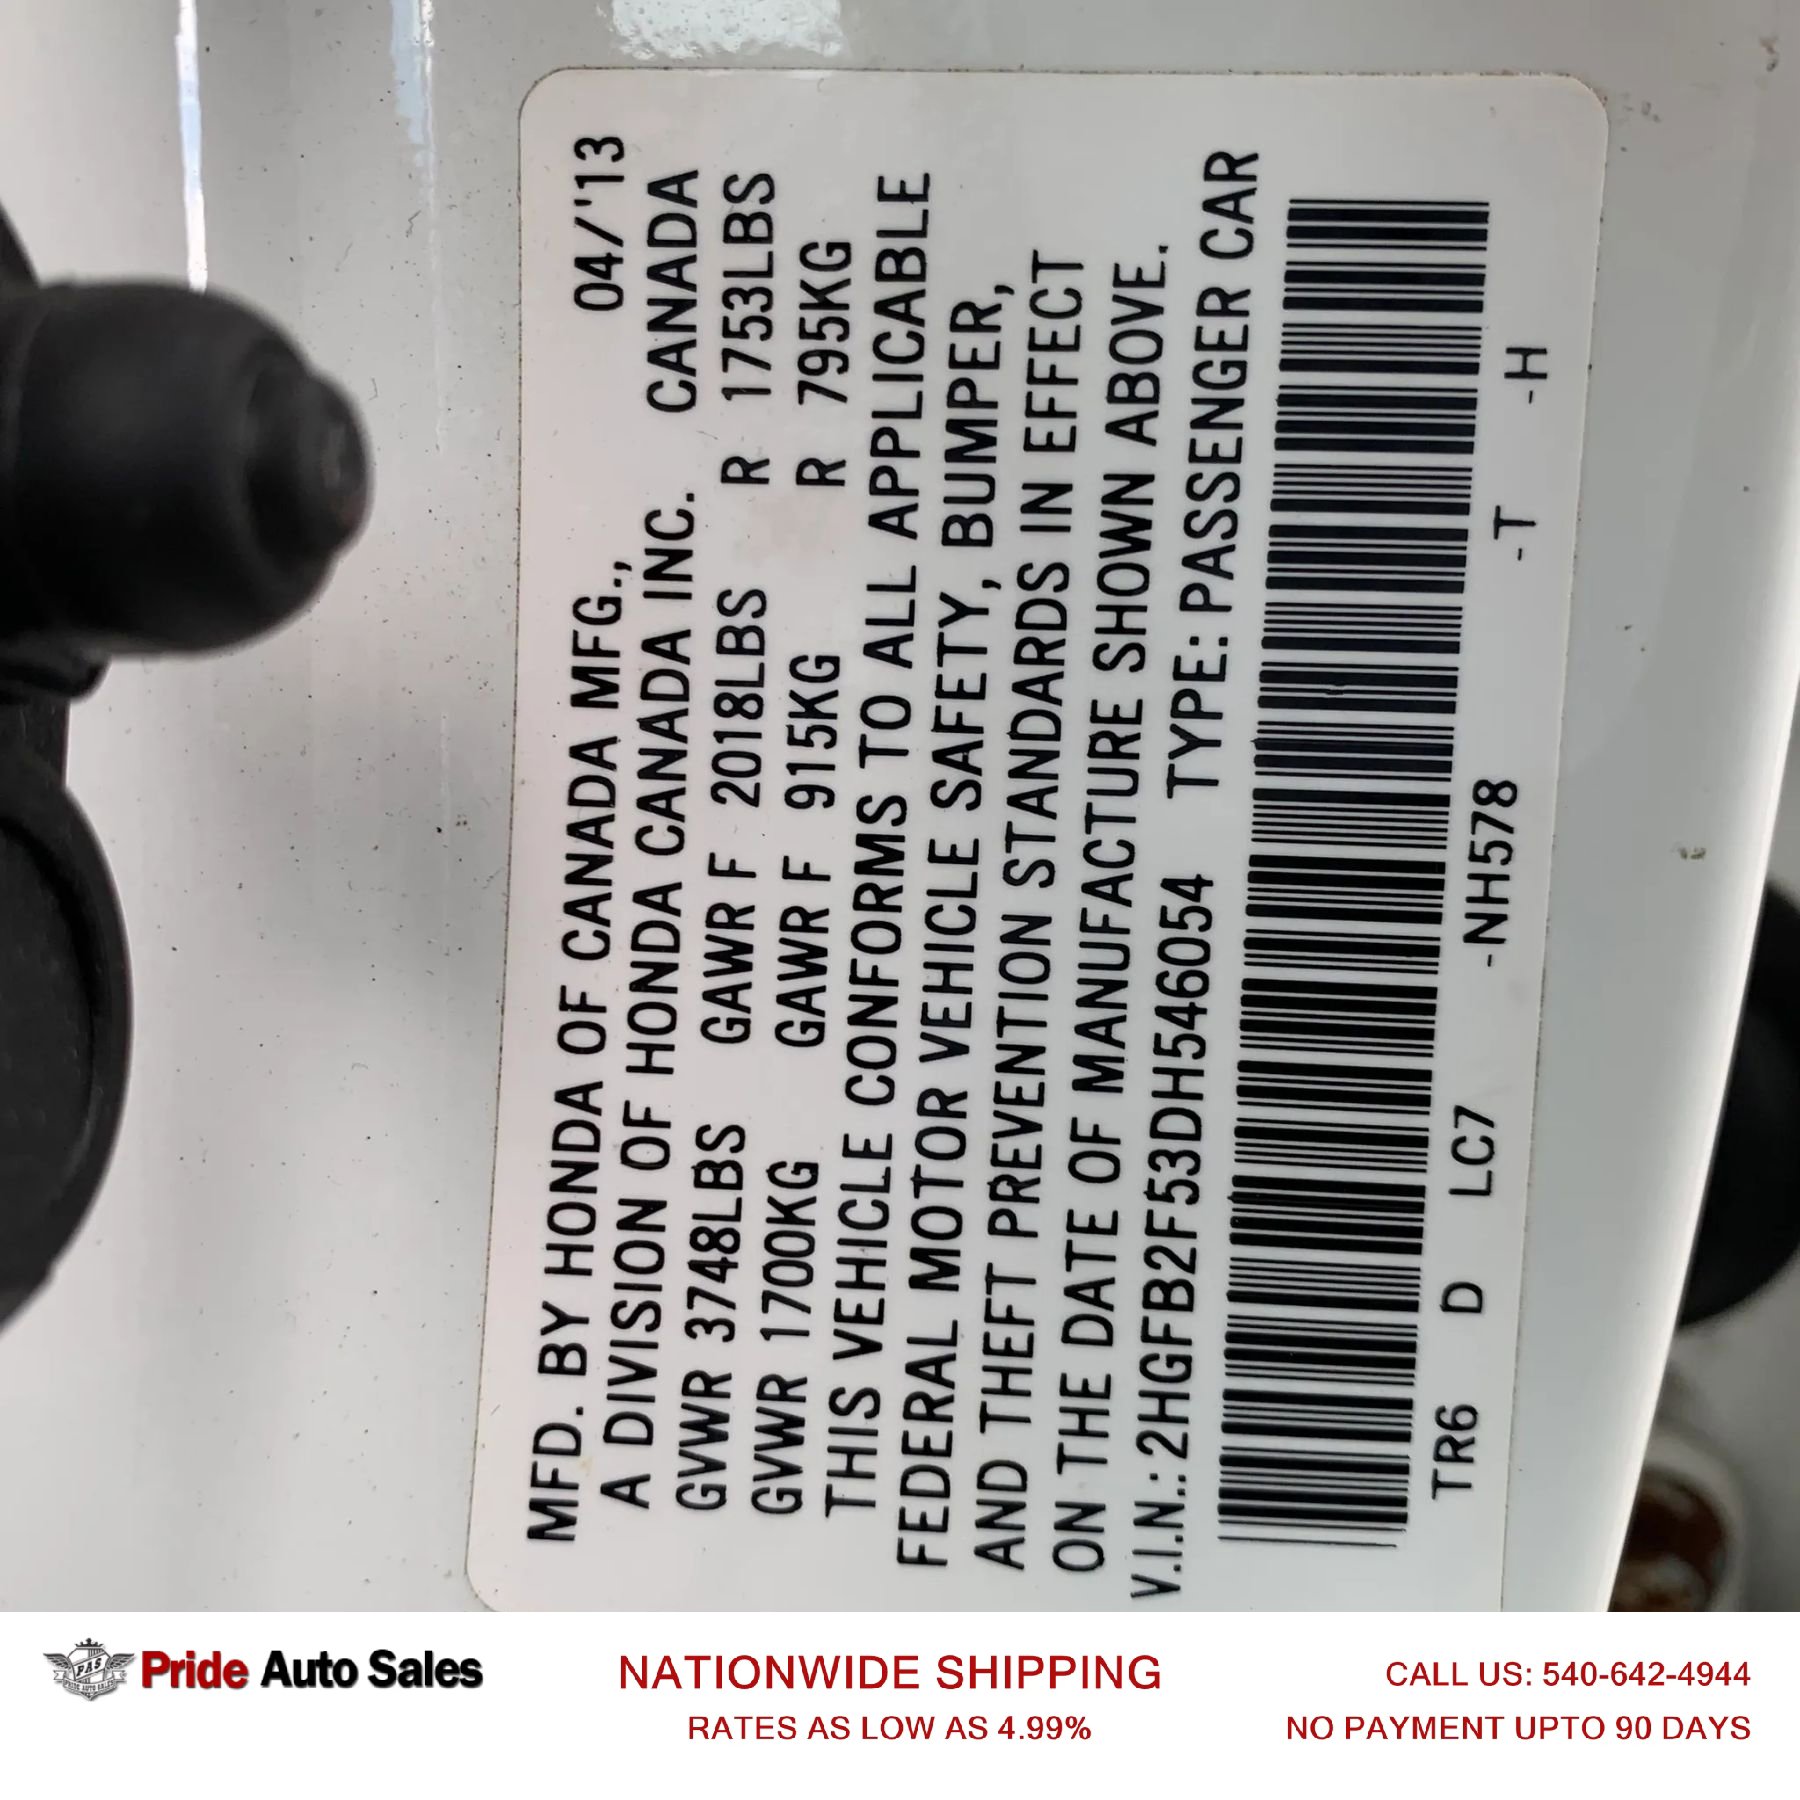 MFD. BY HONDA OF CANADA MFG., 04/'13
A DIVISION OF HONDA CANADA INC. CANADA
GVWR 3748LBS GAWR F 2018LBS R 1753LBS
GVWR 1700KG GAWR F 915KG R 795KG
THIS VEHICLE CONFORMS TO ALL APPLICABLE
FEDERAL MOTOR VEHICLE SAFETY, BUMPER,
AND THEFT PREVENTION STANDARDS IN EFFECT
ON THE DATE OF MANUFACTURE SHOWN ABOVE.
V.I.N.: 2HGFB2F53DH546054 TYPE: PASSENGER CAR
TR6 D LC7 -NH578 -T -H
PAS
PRIDE AUTO SALES
Pride Auto Sales
NATIONWIDE SHIPPING
RATES AS LOW AS 4.99%
CALL US: 540-642-4944
NO PAYMENT UPTO 90 DAYS